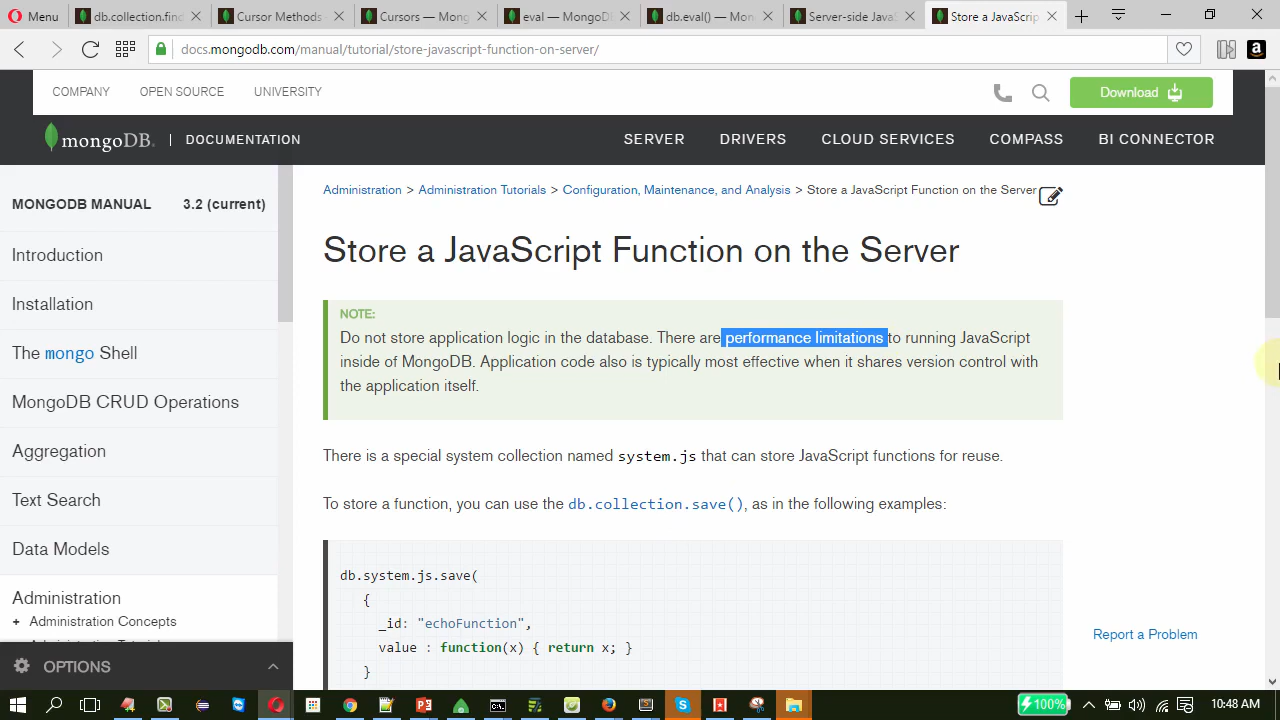 Menu
db.collection.find
Cursor Methods
Cursors — Mong
eval — MongoDB
db.eval() — Mon
Server-side JavaS
Store a JavaScrip
docs.mongodb.com/manual/tutorial/store-javascript-function-on-server/
COMPANY OPEN SOURCE UNIVERSITY
Download
mongoDB. DOCUMENTATION
SERVER DRIVERS CLOUD SERVICES COMPASS BI CONNECTOR
MONGODB MANUAL 3.2 (current)
Introduction
Installation
The mongo Shell
MongoDB CRUD Operations
Aggregation
Text Search
Data Models
Administration
+ Administration Concepts
OPTIONS
Administration > Administration Tutorials > Configuration, Maintenance, and Analysis > Store a JavaScript Function on the Server
Store a JavaScript Function on the Server
NOTE:
Do not store application logic in the database. There are performance limitations to running JavaScript
inside of MongoDB. Application code also is typically most effective when it shares version control with
the application itself.
There is a special system collection named system.js that can store JavaScript functions for reuse.
To store a function, you can use the db.collection.save(), as in the following examples:
db.system.js.save(
{
_id: "echoFunction",
value : function(x) { return x; }
}
Report a Problem
100%
10:48 AM